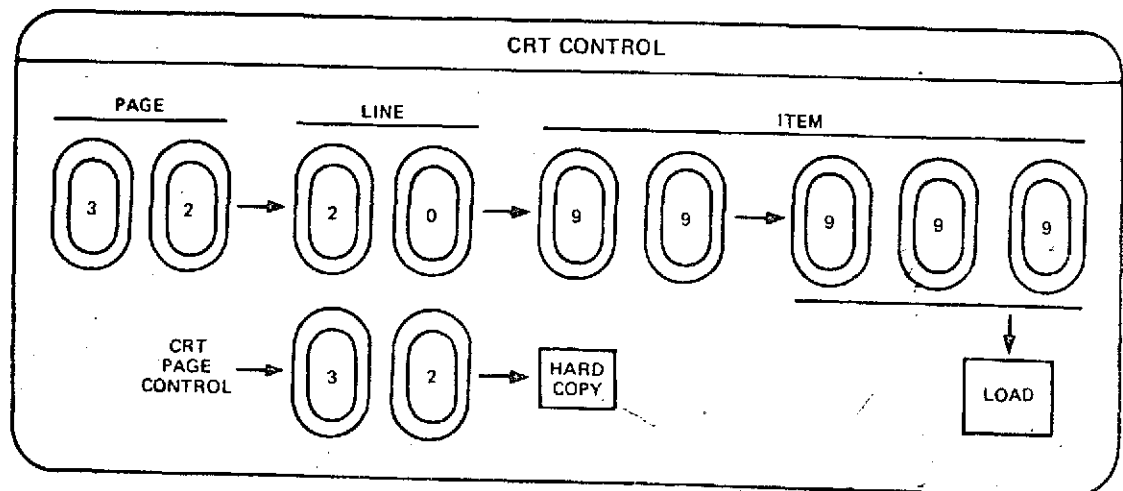 CRT CONTROL
PAGE LINE ITEM
3 2 2 0 9 9 9 9 9
CRT
PAGE
CONTROL
3 2
HARD
COPY
LOAD